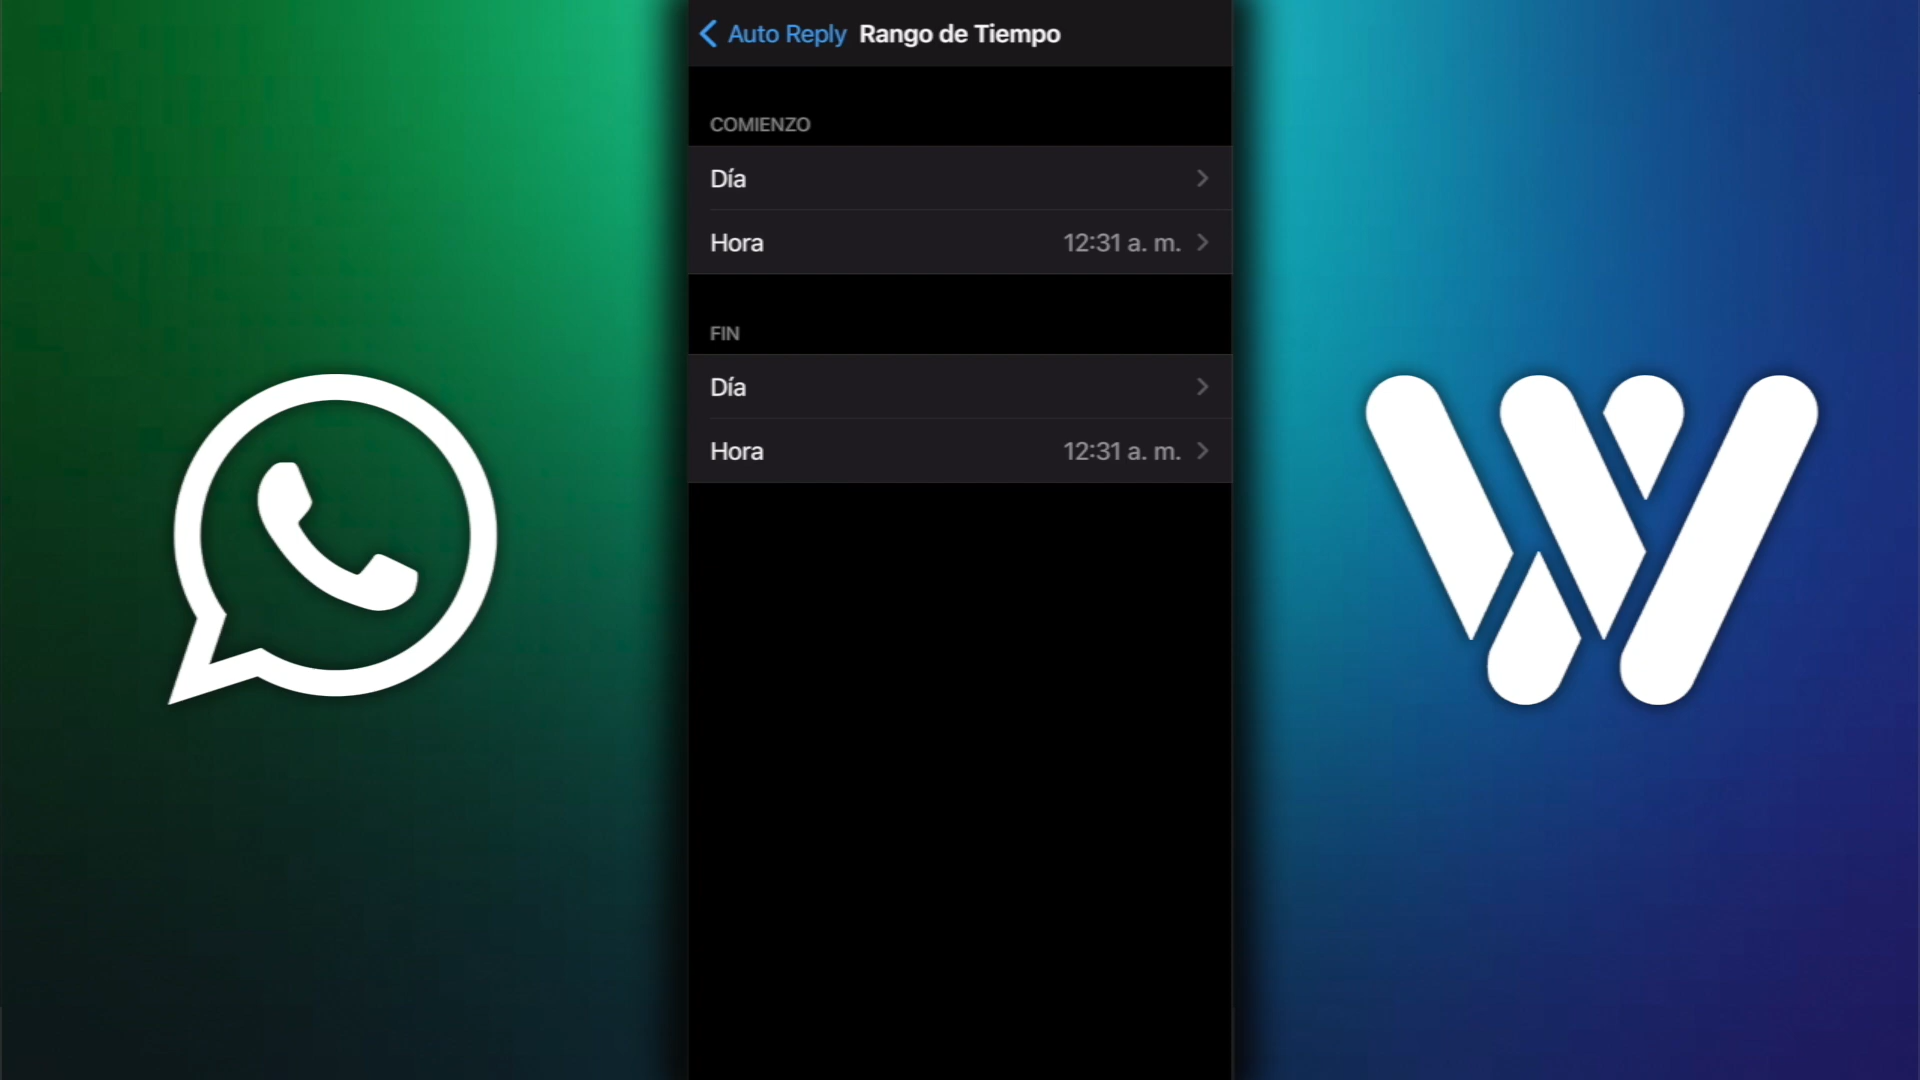 Auto Reply Rango de Tiempo
COMIENZO
Día
Hora 12:31 a. m.
FIN
Día
Hora 12:31 a. m.